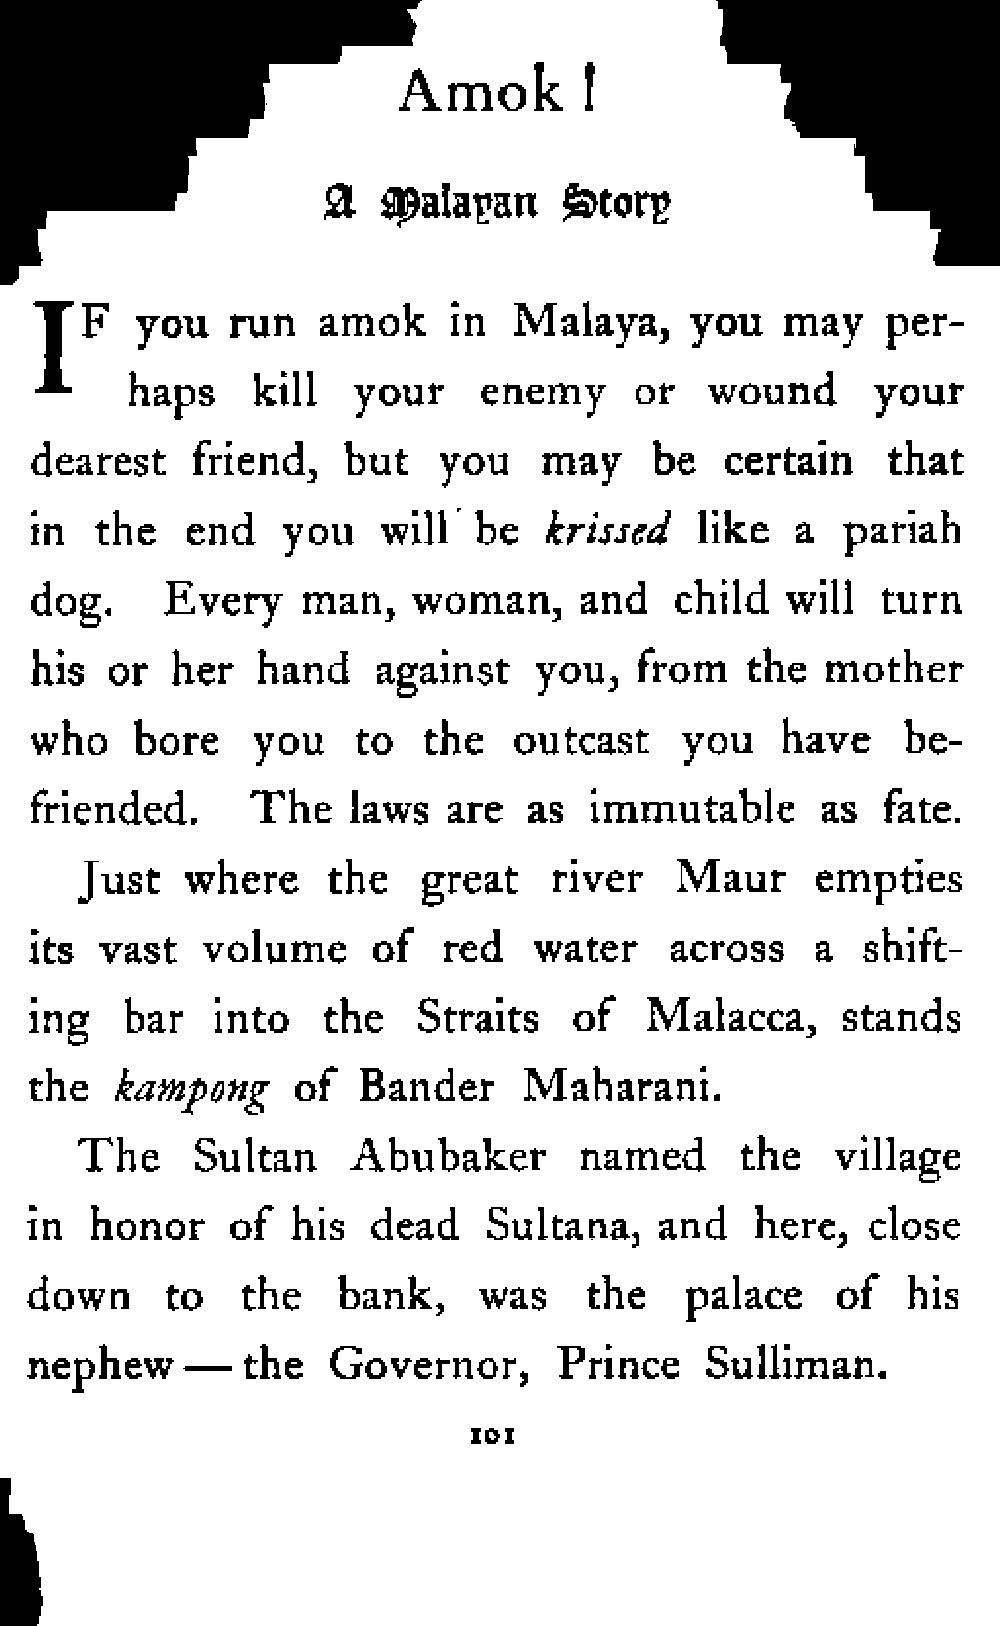 Amok !
A Malayan Story
IF you run amok in Malaya, you may per-
haps kill your enemy or wound your
dearest friend, but you may be certain that
in the end you will be krissed like a pariah
dog. Every man, woman, and child will turn
his or her hand against you, from the mother
who bore you to the outcast you have be-
friended. The laws are as immutable as fate.
Just where the great river Maur empties
its vast volume of red water across a shift-
ing bar into the Straits of Malacca, stands
the kampong of Bander Maharani.
The Sultan Abubaker named the village
in honor of his dead Sultana, and here, close
down to the bank, was the palace of his
nephew — the Governor, Prince Sulliman.
101